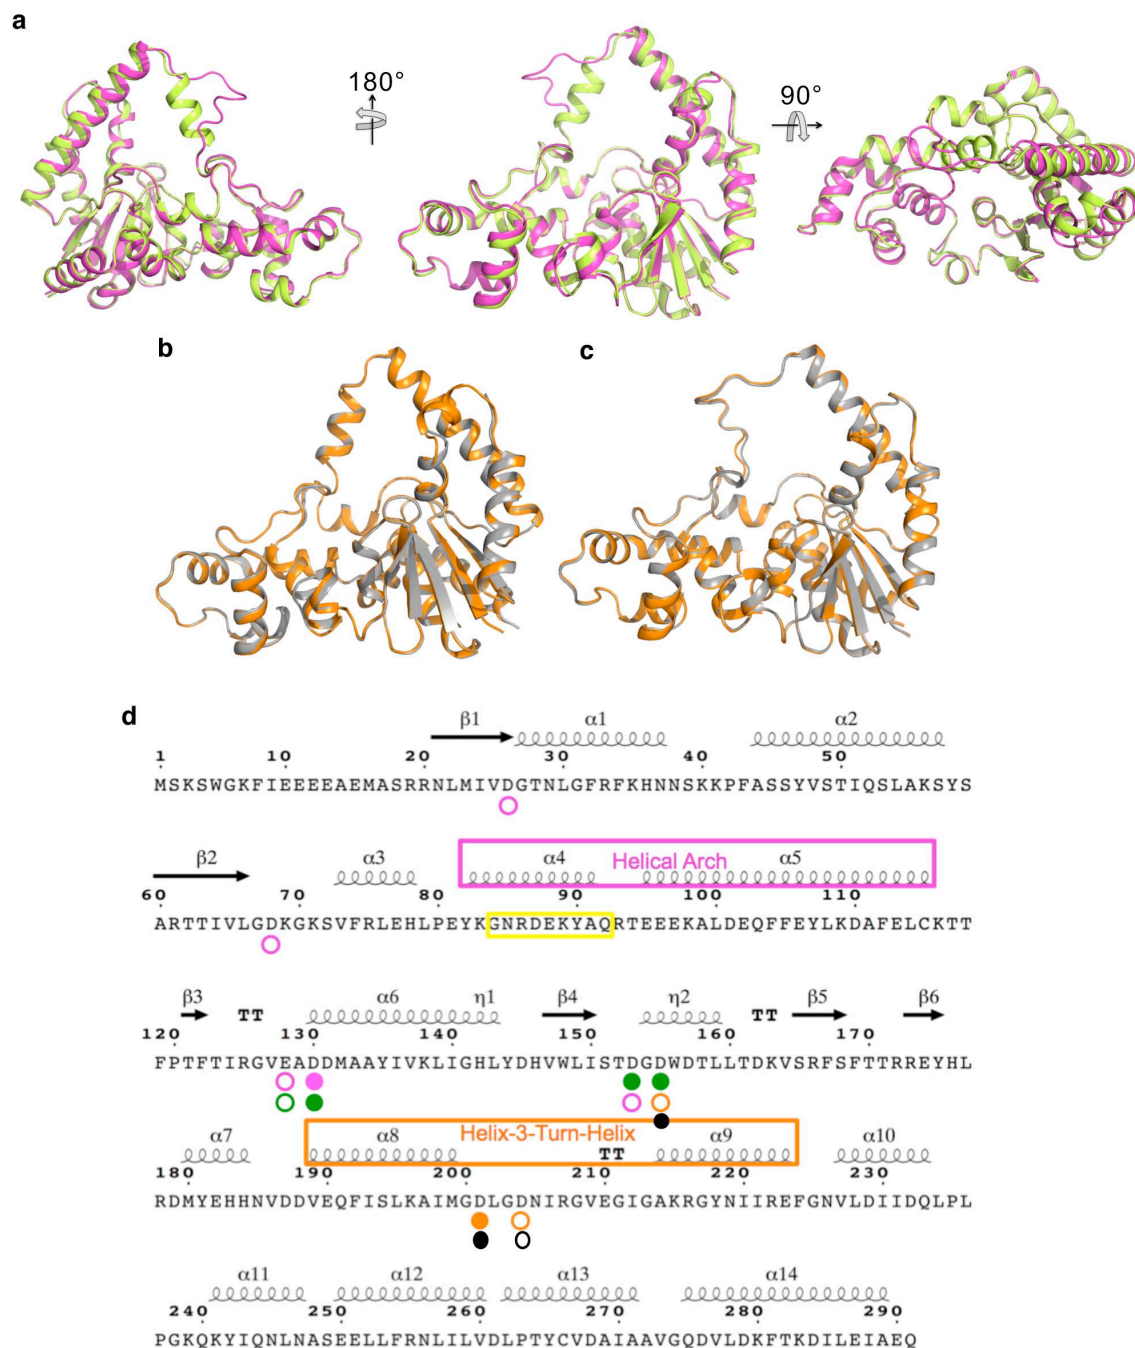 a
180°
90°
b
c
d
β1 α1 α2
1 10 30 40 50
MSKSWGKFIEEEEAEMASRRNLMIVDGTNLGFRFKHNNSKKPFASSYVSTIQSLAKSYS
β2 α3 α4 Helical Arch α5
60 70 80 90 100 110
ARTTIVLGDKGKSVFRLEHLPEYKGNRDEKYAQRTEEEKALDEQFFEYLKDAFELCKTT
β3 TT α6 η1 β4 η2 TT β5 β6
120 130 140 150 160 170
FPTFTIRGVEADDMAAYIVKLIGHLYDHVWLISTDGDWDTLLTDKVSRFSFTTRREYHL
α7 α8 Helix-3-Turn-Helix TT α9 α10
180 190 200 210 220 230
RDMYEHHNVDDVEQFISLKAIMGDLGDNIRGVEGIGAKRGYNIIREFGNVLDIIDQLPL
α11 α12 α13 α14
240 250 260 270 280 290
PGKQKYIQNLNASEELLFRNLILVDLPTYCVDAIAAVGQDVLDKFTKDILEIAEQ